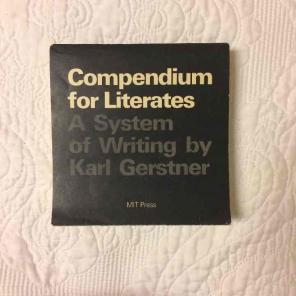 Compendium
for Literates
A System
of Writing by
Karl Gerstner
MIT Press